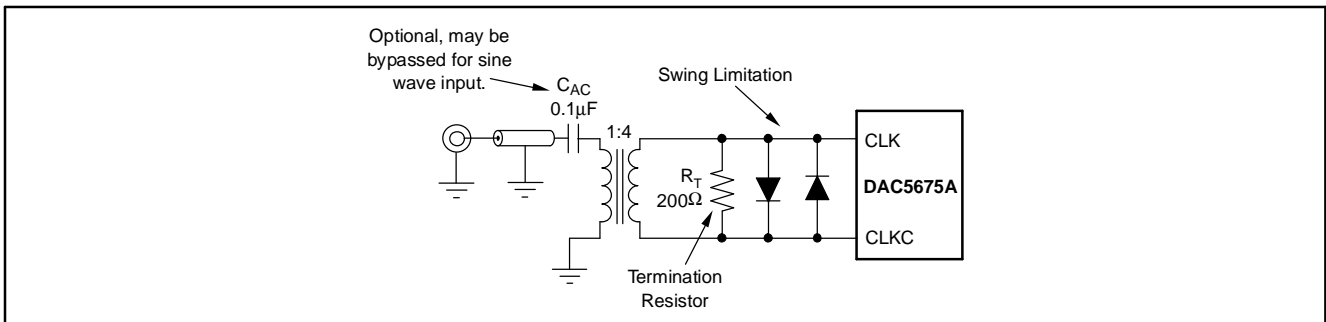 Optional, may be
bypassed for sine
wave input.
C_AC
0.1μF
Swing Limitation
1:4
CLK
R_T
200Ω
DAC5675A
CLKC
Termination
Resistor